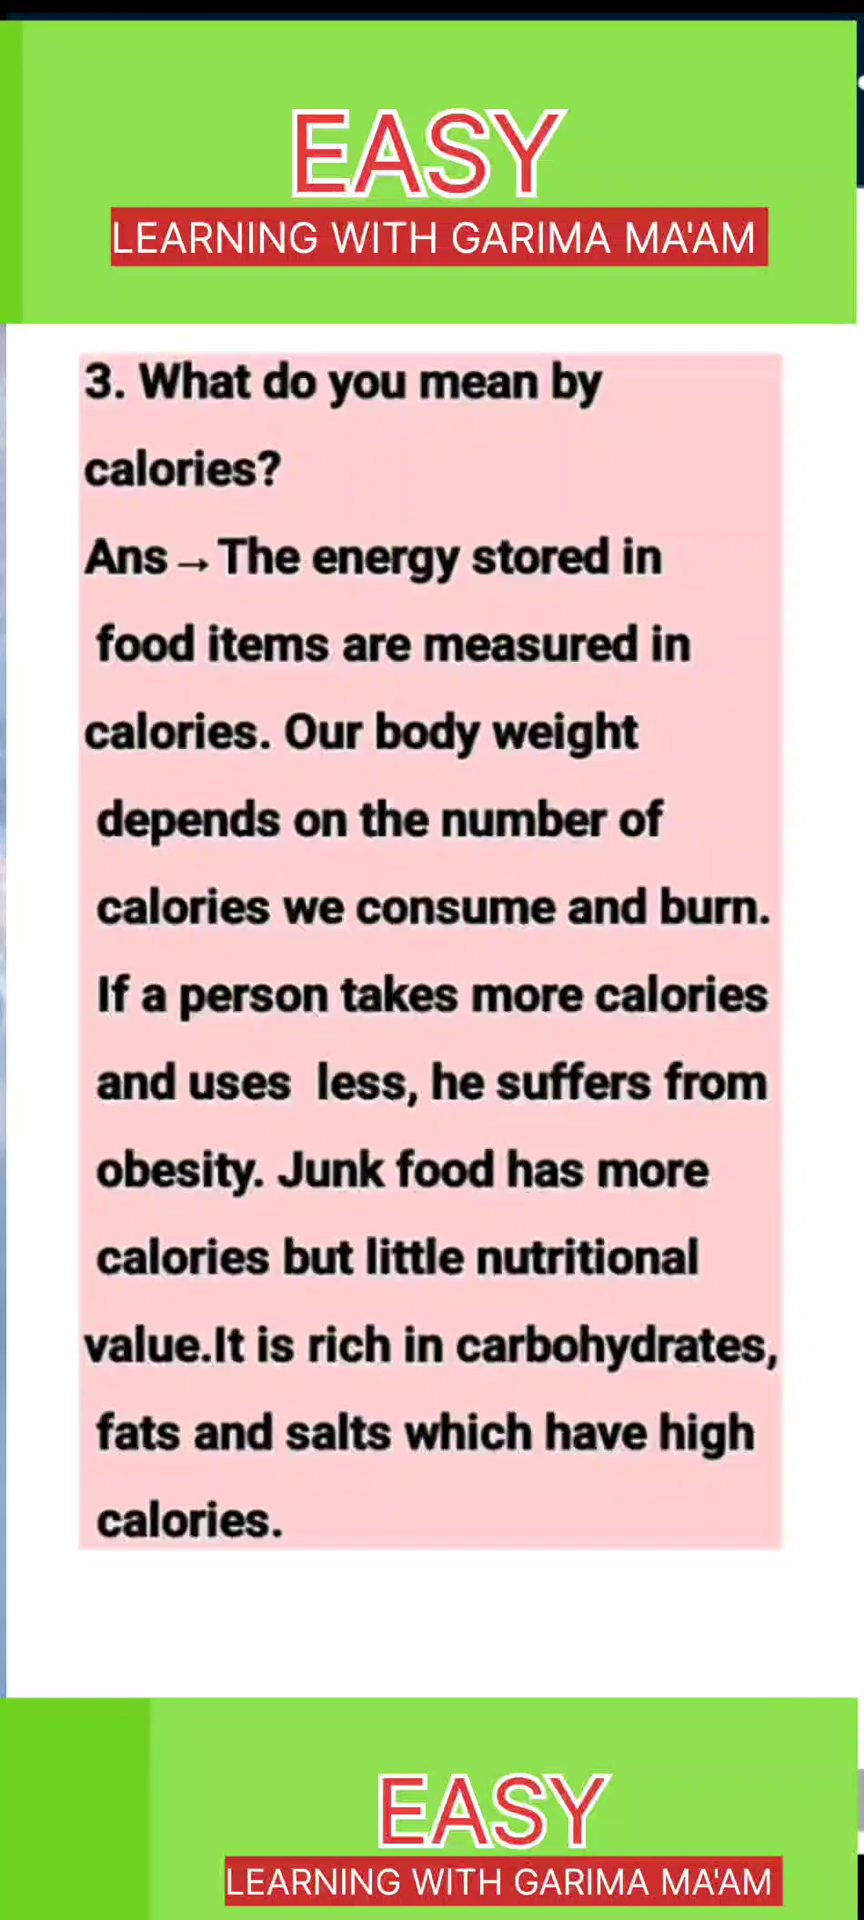 EASY
LEARNING WITH GARIMA MA'AM
3. What do you mean by
calories?
Ans → The energy stored in
food items are measured in
calories. Our body weight
depends on the number of
calories we consume and burn.
If a person takes more calories
and uses  less, he suffers from
obesity. Junk food has more
calories but little nutritional
value.It is rich in carbohydrates,
fats and salts which have high
calories.
EASY
LEARNING WITH GARIMA MA'AM